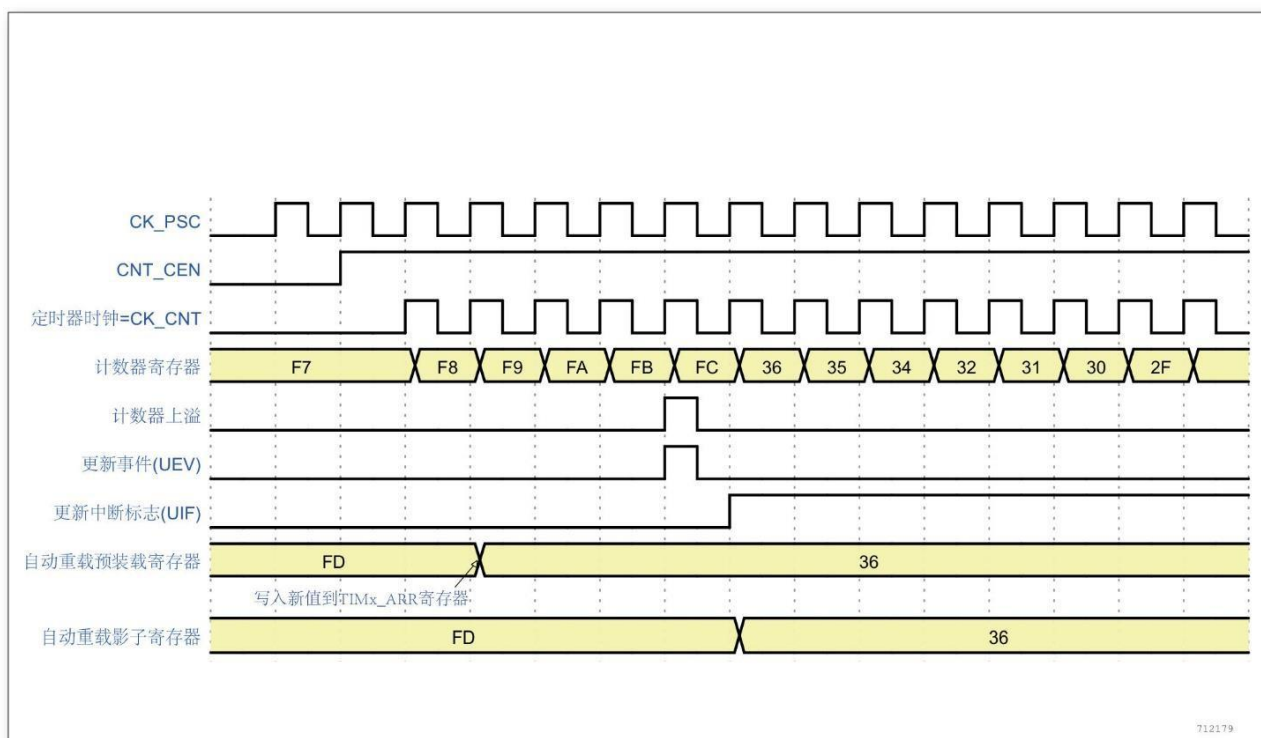 CK_PSC
CNT_CEN
定时器时钟=CK_CNT
计数器寄存器 F7 F8 F9 FA FB FC 36 35 34 32 31 30 2F
计数器上溢
更新事件(UEV)
更新中断标志(UIF)
自动重载预装载寄存器 FD 36
写入新值到TIMx_ARR寄存器
自动重载影子寄存器 FD 36
712179